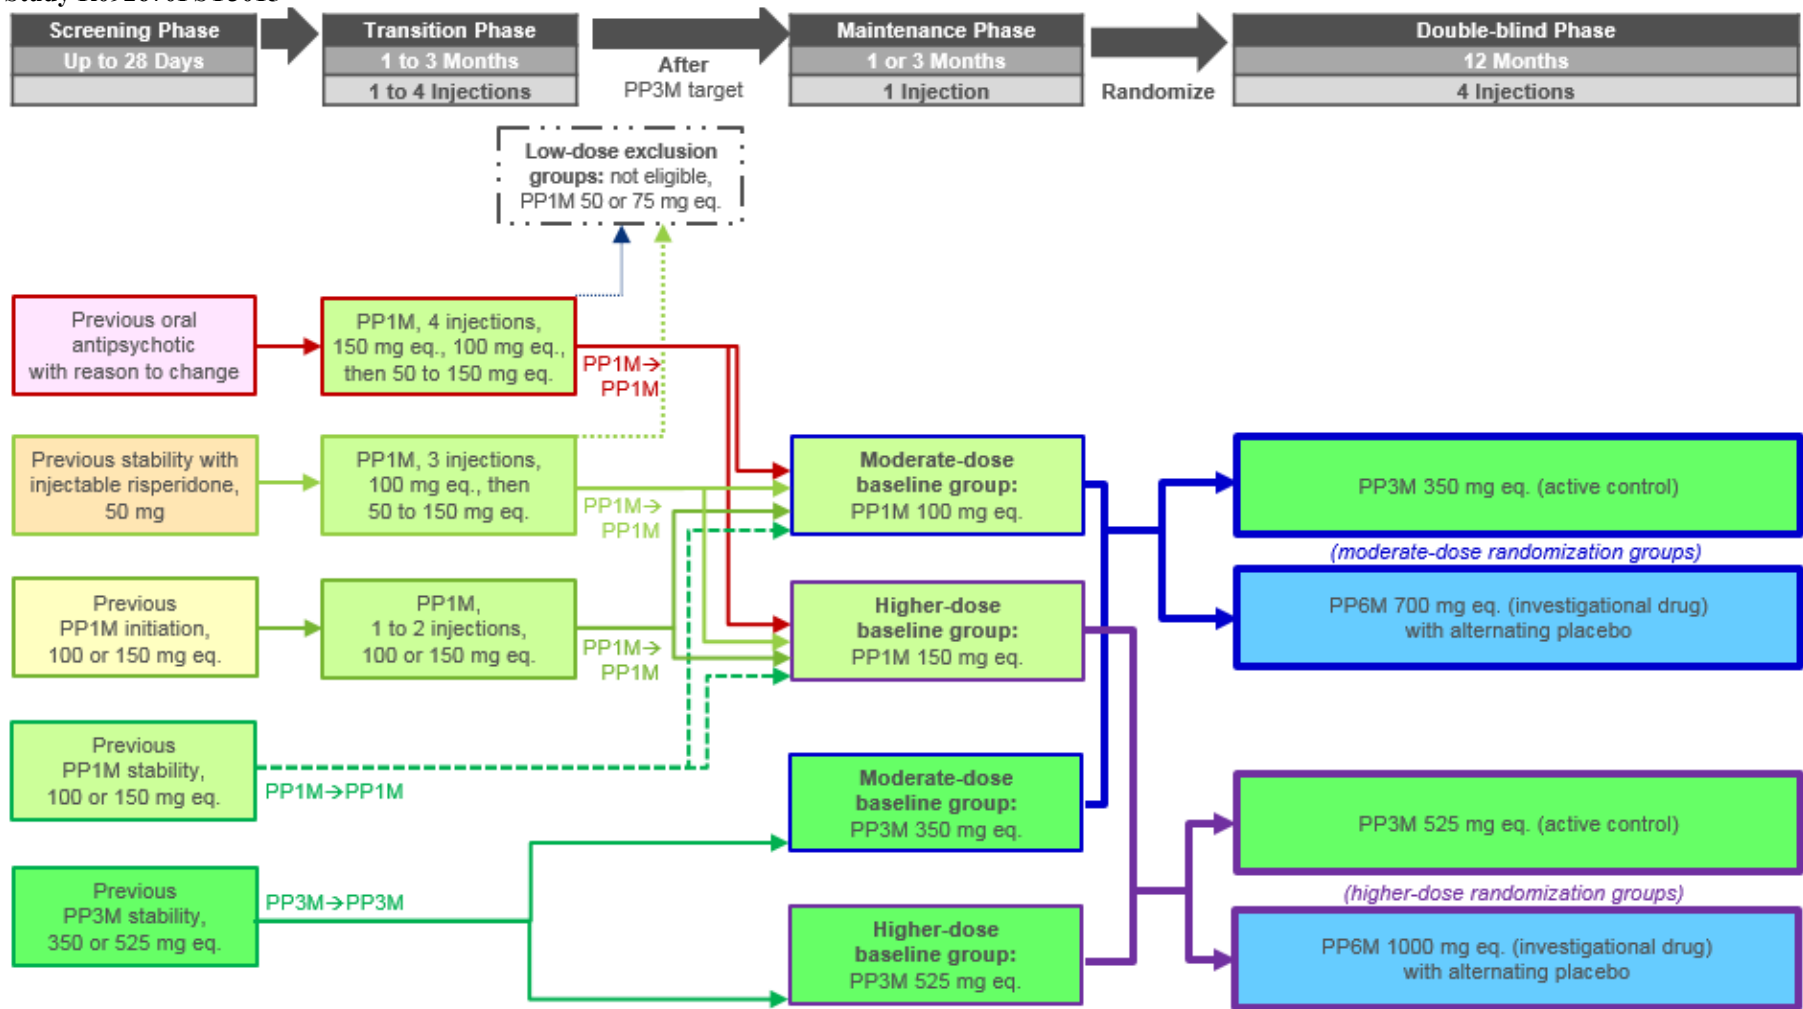 Screening Phase
Up to 28 Days
Transition Phase
1 to 3 Months
1 to 4 Injections
After
PP3M target
Maintenance Phase
1 or 3 Months
1 Injection
Randomize
Double-blind Phase
12 Months
4 Injections
Low-dose exclusion
groups: not eligible,
PP1M 50 or 75 mg eq.
Previous oral
antipsychotic
with reason to change
PP1M, 4 injections,
150 mg eq., 100 mg eq.,
then 50 to 150 mg eq.
PP1M→
PP1M
Previous stability with
injectable risperidone,
50 mg
PP1M, 3 injections,
100 mg eq., then
50 to 150 mg eq.
PP1M→
PP1M
Moderate-dose
baseline group:
PP1M 100 mg eq.
PP3M 350 mg eq. (active control)
(moderate-dose randomization groups)
Previous
PP1M initiation,
100 or 150 mg eq.
PP1M,
1 to 2 injections,
100 or 150 mg eq.
PP1M→
PP1M
Higher-dose
baseline group:
PP1M 150 mg eq.
PP6M 700 mg eq. (investigational drug)
with alternating placebo
Previous
PP1M stability,
100 or 150 mg eq.
PP1M→PP1M
Moderate-dose
baseline group:
PP3M 350 mg eq.
PP3M 525 mg eq. (active control)
(higher-dose randomization groups)
Previous
PP3M stability,
350 or 525 mg eq.
PP3M→PP3M
Higher-dose
baseline group:
PP3M 525 mg eq.
PP6M 1000 mg eq. (investigational drug)
with alternating placebo